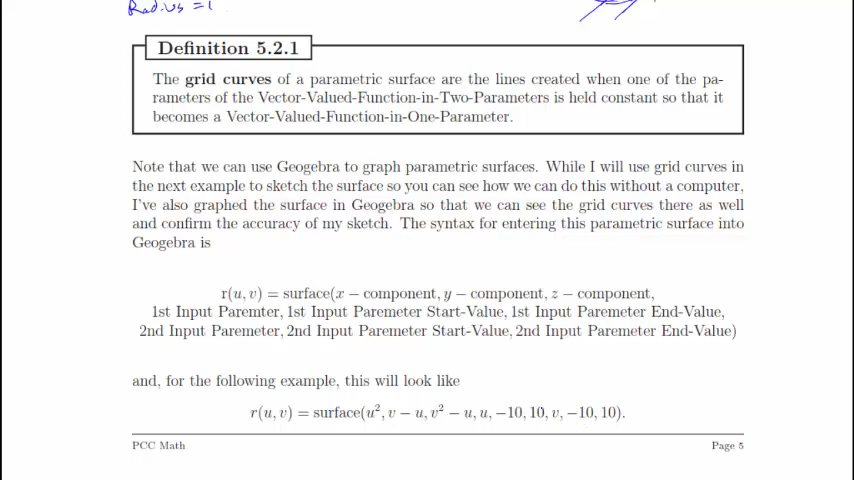 Radius = 1
Definition 5.2.1
The grid curves of a parametric surface are the lines created when one of the pa-
rameters of the Vector-Valued-Function-in-Two-Parameters is held constant so that it
becomes a Vector-Valued-Function-in-One-Parameter.
Note that we can use Geogebra to graph parametric surfaces. While I will use grid curves in
the next example to sketch the surface so you can see how we can do this without a computer,
I've also graphed the surface in Geogebra so that we can see the grid curves there as well
and confirm the accuracy of my sketch. The syntax for entering this parametric surface into
Geogebra is
r(u, v) = surface(x − component, y − component, z − component,
1st Input Paremter, 1st Input Paremeter Start-Value, 1st Input Paremeter End-Value,
2nd Input Paremeter, 2nd Input Paremeter Start-Value, 2nd Input Paremeter End-Value)
and, for the following example, this will look like
r(u, v) = surface(u², v − u, v² − u, u, −10, 10, v, −10, 10).
PCC Math Page 5